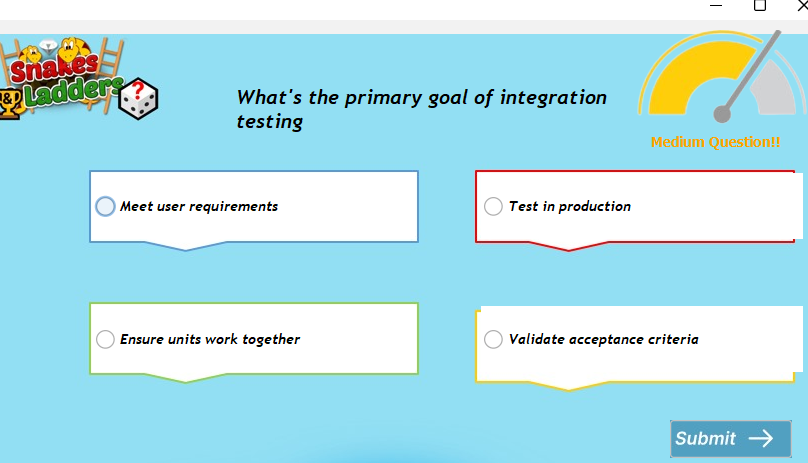 Snakes
& Ladders
?
What's the primary goal of integration
testing
Medium Question!!
Meet user requirements
Test in production
Ensure units work together
Validate acceptance criteria
Submit